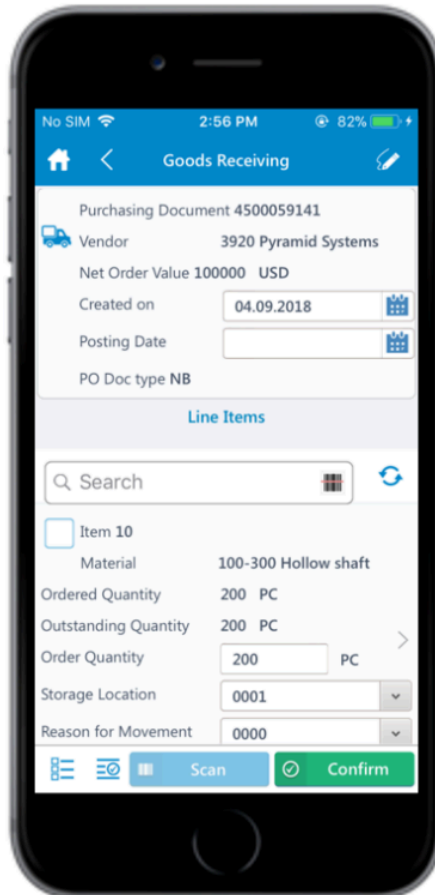 No SIM 2:56 PM 82%
Goods Receiving
Purchasing Document 4500059141
Vendor 3920 Pyramid Systems
Net Order Value 100000 USD
Created on 04.09.2018
Posting Date
PO Doc type NB
Line Items
Search
Item 10
Material 100-300 Hollow shaft
Ordered Quantity 200 PC
Outstanding Quantity 200 PC
Order Quantity 200 PC
Storage Location 0001
Reason for Movement 0000
Scan Confirm